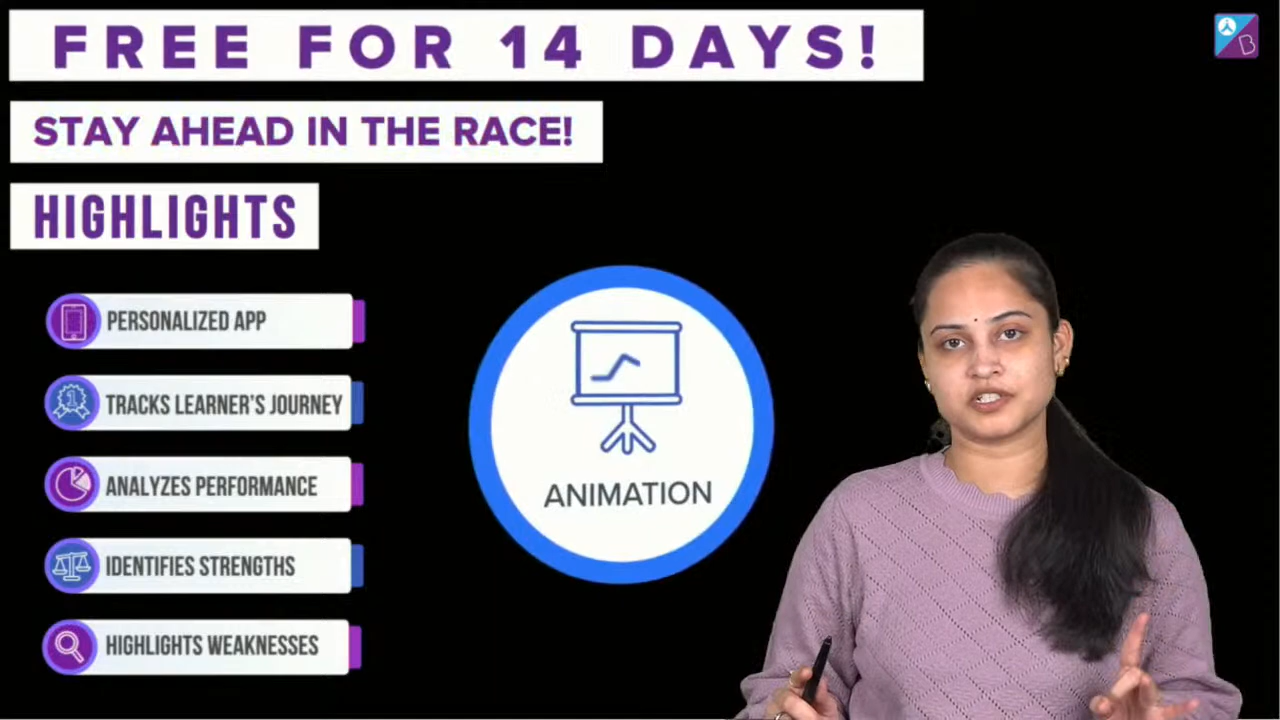 FREE FOR 14 DAYS!
STAY AHEAD IN THE RACE!
HIGHLIGHTS
PERSONALIZED APP
1
TRACKS LEARNER'S JOURNEY
ANALYZES PERFORMANCE
IDENTIFIES STRENGTHS
HIGHLIGHTS WEAKNESSES
ANIMATION
B